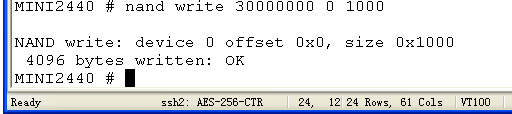 MINI2440 # nand write 30000000 0 1000
NAND write: device 0 offset 0x0, size 0x1000
4096 bytes written: OK
MINI2440 #
Ready ssh2: AES-256-CTR 24, 12 24 Rows, 61 Cols VT100